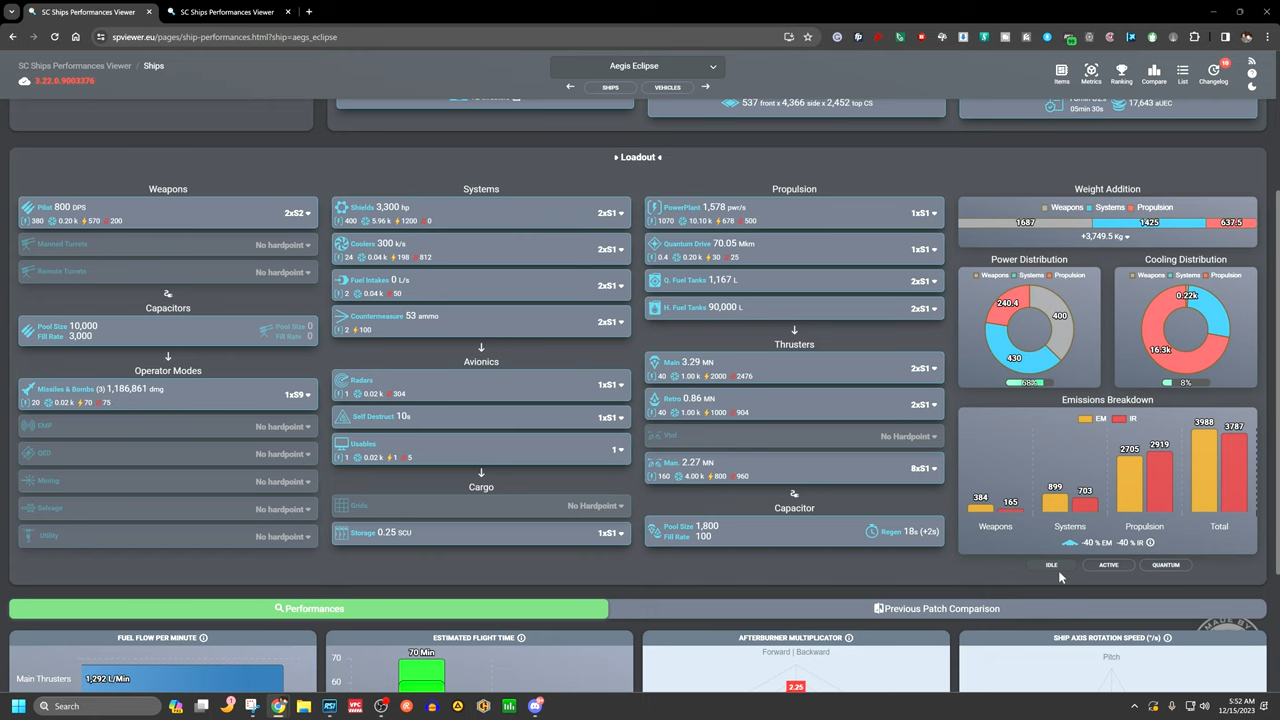 SC Ships Performances Viewer
SC Ships Performances Viewer
spviewer.eu/pages/ship-performances.html?ship=aegs_eclipse
SC Ships Performances Viewer / Ships
3.22.0.9003376
Aegis Eclipse
SHIPS
VEHICLES
Items
Metrics
Ranking
Compare
List
Changelog
10
537 front x 4,366 side x 2,452 top CS
05min 30s
17,643 aUEC
Loadout
Weapons
Pilot 800 DPS
380 0.20 k 570 200
2xS2
Manned Turrets
No hardpoint
Remote Turrets
No hardpoint
Capacitors
Pool Size 10,000
Fill Rate 3,000
Pool Size 0
Fill Rate 0
Operator Modes
Missiles & Bombs (3) 1,186,861 dmg
20 0.02 k 70 75
1xS9
EMP
No hardpoint
QED
No hardpoint
Mining
No hardpoint
Salvage
No hardpoint
Utility
No hardpoint
Systems
Shields 3,300 hp
400 5.96 k 1200 0
2xS1
Coolers 300 k/s
24 0.04 k 198 812
2xS1
Fuel Intakes 0 L/s
2 0.04 k 50
2xS1
Countermeasure 53 ammo
2 100
2xS1
Avionics
Radars
1 0.02 k 304
1xS1
Self Destruct 10s
1xS1
Usables
1 0.02 k 1 5
1
Cargo
Grids
No Hardpoint
Storage 0.25 SCU
1xS1
Propulsion
PowerPlant 1,578 pwr/s
1070 10.10 k 678 500
1xS1
Quantum Drive 70.05 Mkm
0.4 0.20 k 30 25
1xS1
Q. Fuel Tanks 1,167 L
2xS1
H. Fuel Tanks 90,000 L
2xS1
Thrusters
Main 3.29 MN
40 1.00 k 2000 2476
2xS1
Retro 0.86 MN
40 1.00 k 1000 904
2xS1
Vtol
No Hardpoint
Man. 2.27 MN
160 4.00 k 800 960
8xS1
Capacitor
Pool Size 1,800
Fill Rate 100
Regen 18s (+2s)
Weight Addition
Weapons Systems Propulsion
1687 1425 637.5
+3,749.5 Kg
Power Distribution
Weapons Systems Propulsion
240.4
400
430
68%
Cooling Distribution
Weapons Systems Propulsion
0.22k
16.3k
8%
Emissions Breakdown
EM IR
384 165
899 703
2705 2919
3988 3787
Weapons Systems Propulsion Total
-40 % EM -40 % IR
IDLE
ACTIVE
QUANTUM
Performances
Previous Patch Comparison
MADE BY
FUEL FLOW PER MINUTE
Main Thrusters
1,292 L/Min
ESTIMATED FLIGHT TIME
70 Min
70
60
AFTERBURNER MULTIPLICATOR
Forward | Backward
2.25
SHIP AXIS ROTATION SPEED (°/s)
Pitch
Search
5:52 AM
12/15/2023